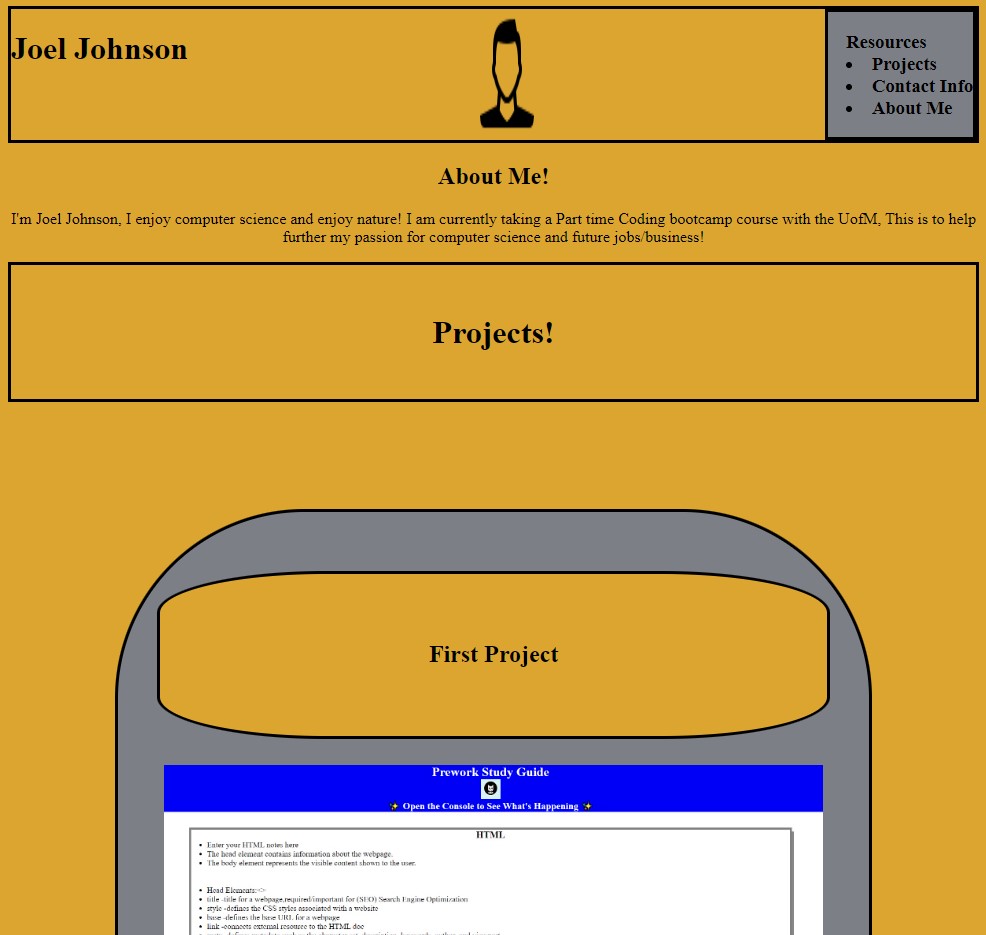 Joel Johnson
Resources
Projects
Contact Info
About Me
About Me!
I'm Joel Johnson, I enjoy computer science and enjoy nature! I am currently taking a Part time Coding bootcamp course with the UofM, This is to help
further my passion for computer science and future jobs/business!
Projects!
First Project
Prework Study Guide
✨ Open the Console to See What's Happening ✨
HTML
Enter your HTML notes here
The head element contains information about the webpage.
The body element represents the visible content shown to the user.
Head Elements:<>
title -title for a webpage,required/important for (SEO) Search Engine Optimization
style -defines the CSS styles associated with a website
base -defines the base URL for a webpage
link -connects external resource to the HTML doc